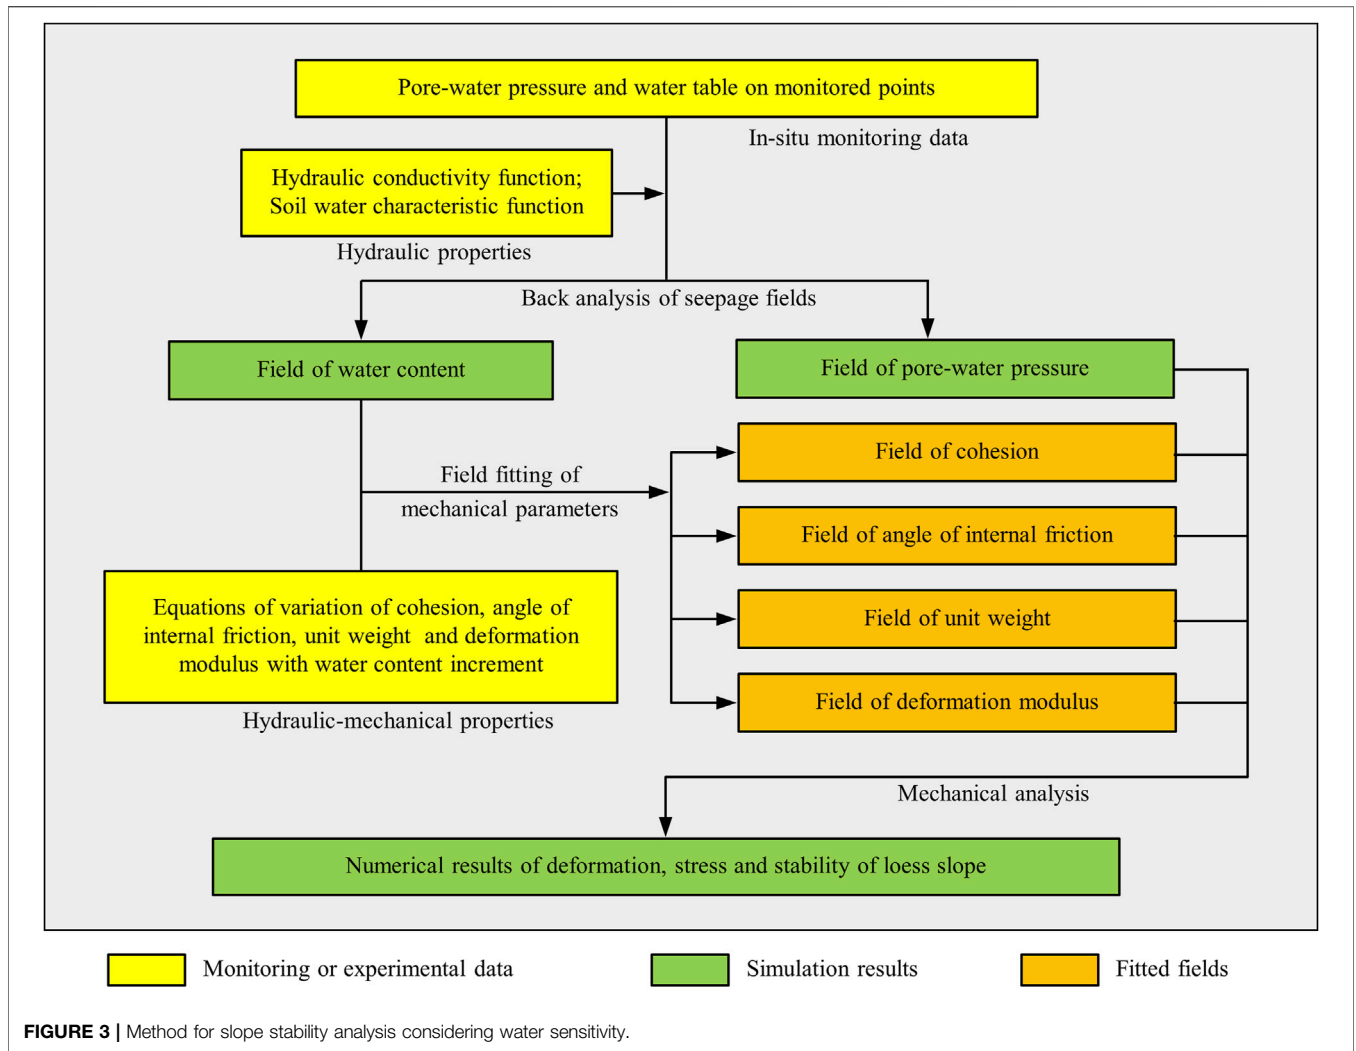 Pore-water pressure and water table on monitored points
In-situ monitoring data
Hydraulic conductivity function;
Soil water characteristic function
Hydraulic properties
Back analysis of seepage fields
Field of water content
Field of pore-water pressure
Field of cohesion
Field fitting of
mechanical parameters
Field of angle of internal friction
Equations of variation of cohesion, angle of
internal friction, unit weight and deformation
modulus with water content increment
Hydraulic-mechanical properties
Field of unit weight
Field of deformation modulus
Mechanical analysis
Numerical results of deformation, stress and stability of loess slope
Monitoring or experimental data
Simulation results
Fitted fields
FIGURE 3 | Method for slope stability analysis considering water sensitivity.